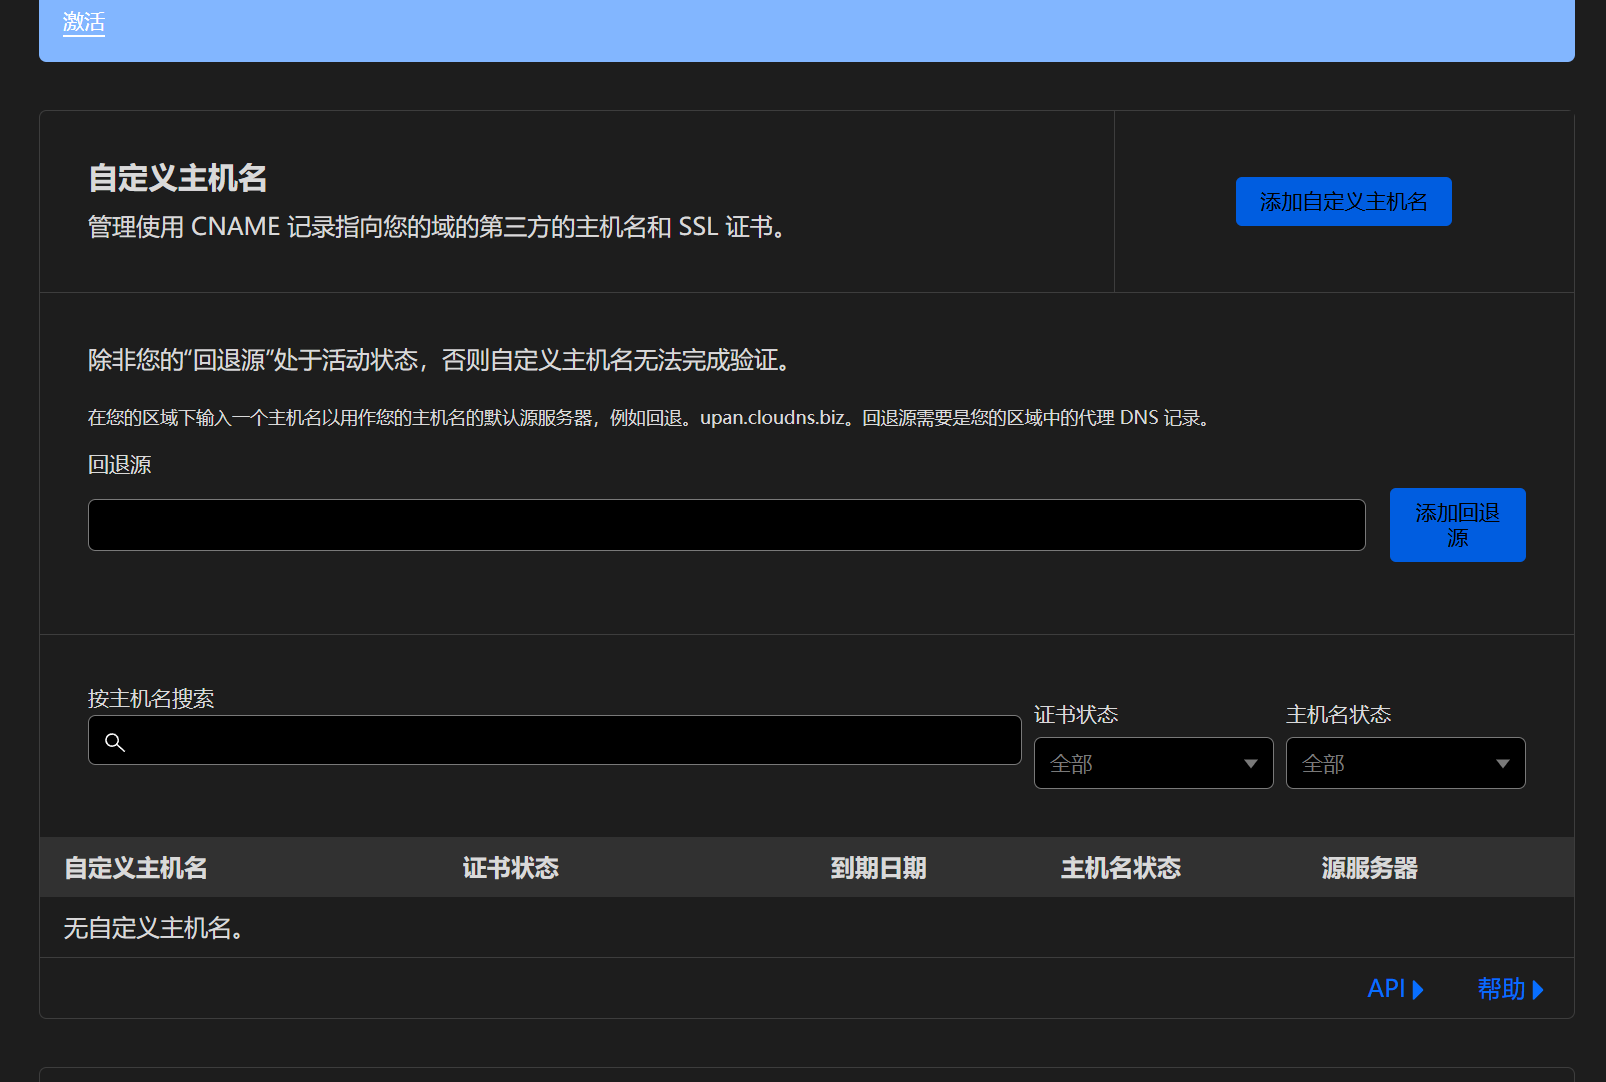 激活
自定义主机名
管理使用 CNAME 记录指向您的域的第三方的主机名和 SSL 证书。
添加自定义主机名
除非您的“回退源”处于活动状态，否则自定义主机名无法完成验证。
在您的区域下输入一个主机名以用作您的主机名的默认源服务器，例如回退。upan.cloudns.biz。回退源需要是您的区域中的代理 DNS 记录。
回退源
添加回退
源
按主机名搜索
证书状态
主机名状态
全部
全部
自定义主机名 证书状态 到期日期 主机名状态 源服务器
无自定义主机名。
API 帮助